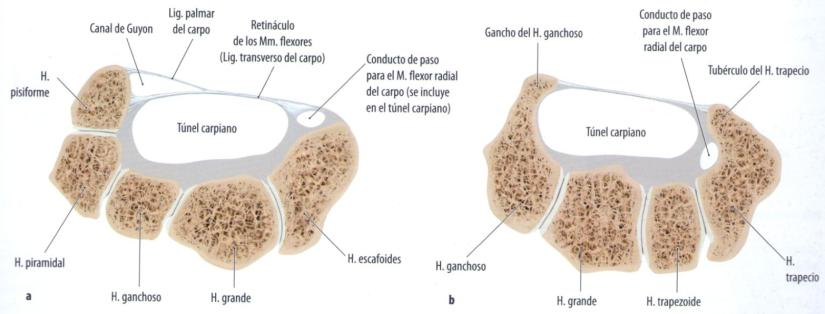 Canal de Guyon
Lig. palmar
del carpo
Retináculo
de los Mm. flexores
(Lig. transverso del carpo)
Conducto de paso
para el M. flexor radial
del carpo (se incluye
en el túnel carpiano)
H.
pisiforme
Túnel carpiano
H. piramidal
H. ganchoso
H. grande
H. escafoides
a
Gancho del H. ganchoso
Conducto de paso
para el M. flexor
radial del carpo
Tubérculo del H. trapecio
Túnel carpiano
H. ganchoso
H. grande
H. trapezoide
H.
trapecio
b